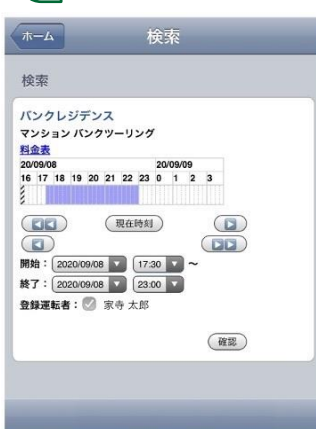 ホーム 検索
検索
バンクレジデンス
マンション バンクツーリング
料金表
20/09/08 20/09/09
16 17 18 19 20 21 22 23 0 1 2 3
現在時刻
開始： 2020/09/08 17:30 〜
終了： 2020/09/08 23:00
登録運転者： 家寺 太郎
確認